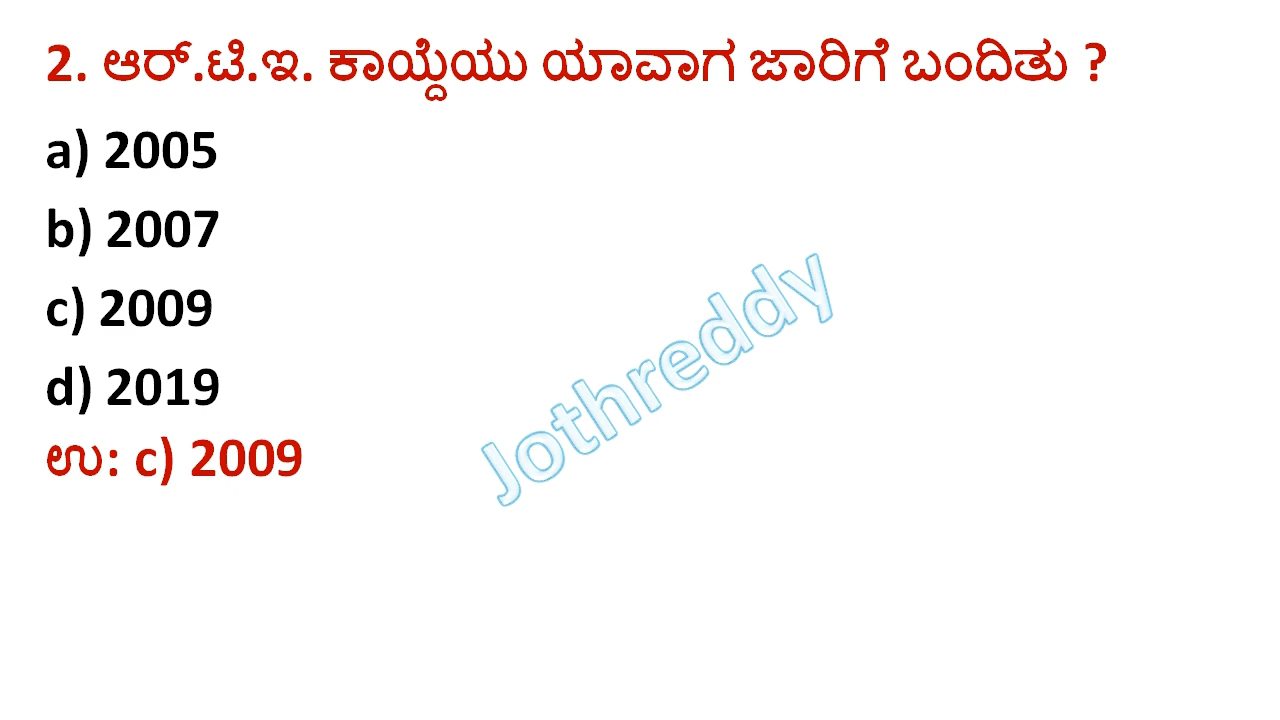 2. ಆರ್.ಟಿ.ಇ. ಕಾಯ್ದೆಯು ಯಾವಾಗ ಜಾರಿಗೆ ಬಂದಿತು ?
a) 2005
b) 2007
c) 2009
d) 2019
ಉ: c) 2009
Jothreddy